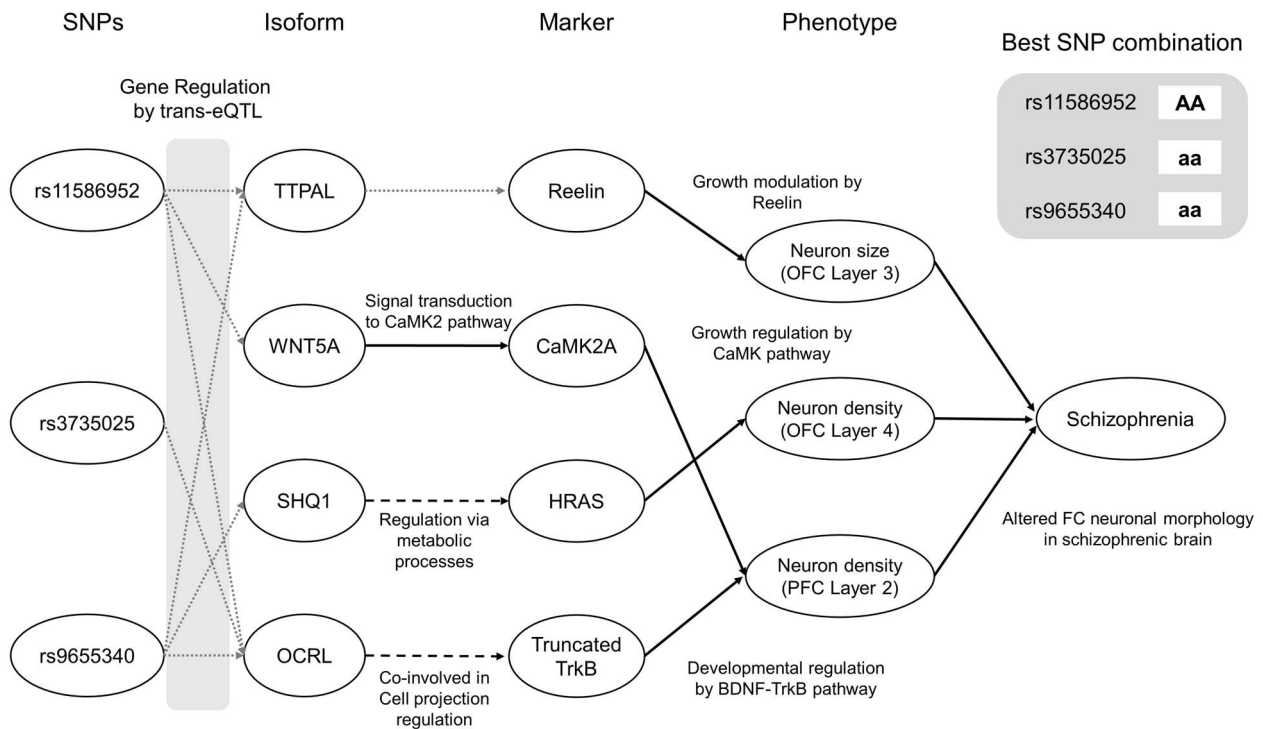 SNPs
Isoform
Marker
Phenotype
Best SNP combination
rs11586952 AA
rs3735025 aa
rs9655340 aa
Gene Regulation
by trans-eQTL
rs11586952
TTPAL
Reelin
Growth modulation by
Reelin
Neuron size
(OFC Layer 3)
Signal transduction
to CaMK2 pathway
WNT5A
CaMK2A
Growth regulation by
CaMK pathway
rs3735025
Neuron density
(OFC Layer 4)
Schizophrenia
SHQ1
HRAS
Regulation via
metabolic
processes
Altered FC neuronal morphology
in schizophrenic brain
Neuron density
(PFC Layer 2)
rs9655340
OCRL
Truncated
TrkB
Co-involved in
Cell projection
regulation
Developmental regulation
by BDNF-TrkB pathway